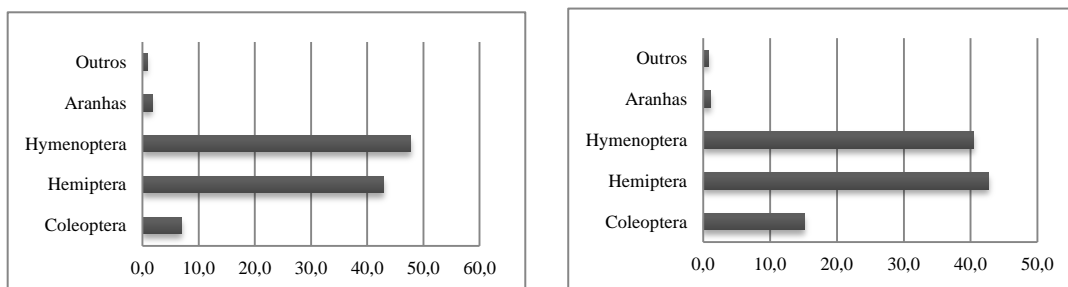 Outros
Aranhas
Hymenoptera
Hemiptera
Coleoptera
0,0 10,0 20,0 30,0 40,0 50,0 60,0
Outros
Aranhas
Hymenoptera
Hemiptera
Coleoptera
0,0 10,0 20,0 30,0 40,0 50,0